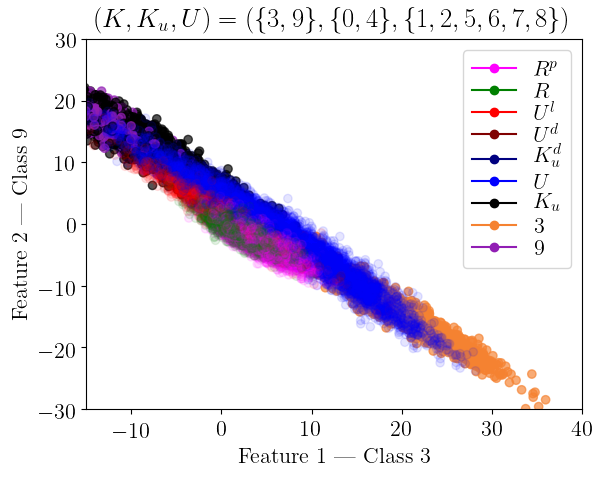 (K, K_u, U) = ({3, 9}, {0, 4}, {1, 2, 5, 6, 7, 8})
30
20
10
0
−10
−20
−30
Feature 2 — Class 9
R^p
R
U^l
U^d
K_u^d
U
K_u
3
9
−10
0
10
20
30
40
Feature 1 — Class 3